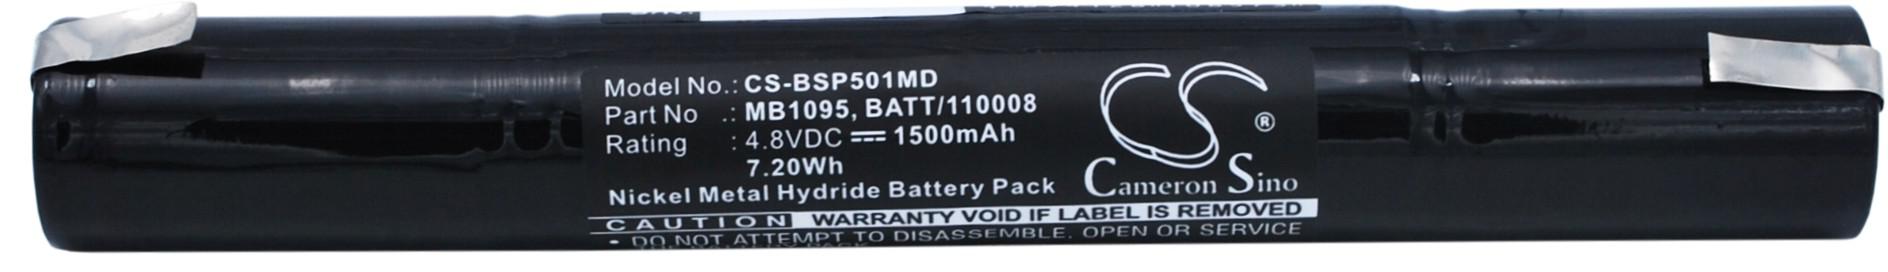 Model No.: CS-BSP501MD
Part No .: MB1095, BATT/110008
Rating : 4.8VDC 1500mAh
7.20Wh
Nickel Metal Hydride Battery Pack
CS ®
Cameron Sino
CAUTION WARRANTY VOID IF LABEL IS REMOVED
• DO NOT ATTEMPT TO DISASSEMBLE, OPEN OR SERVICE